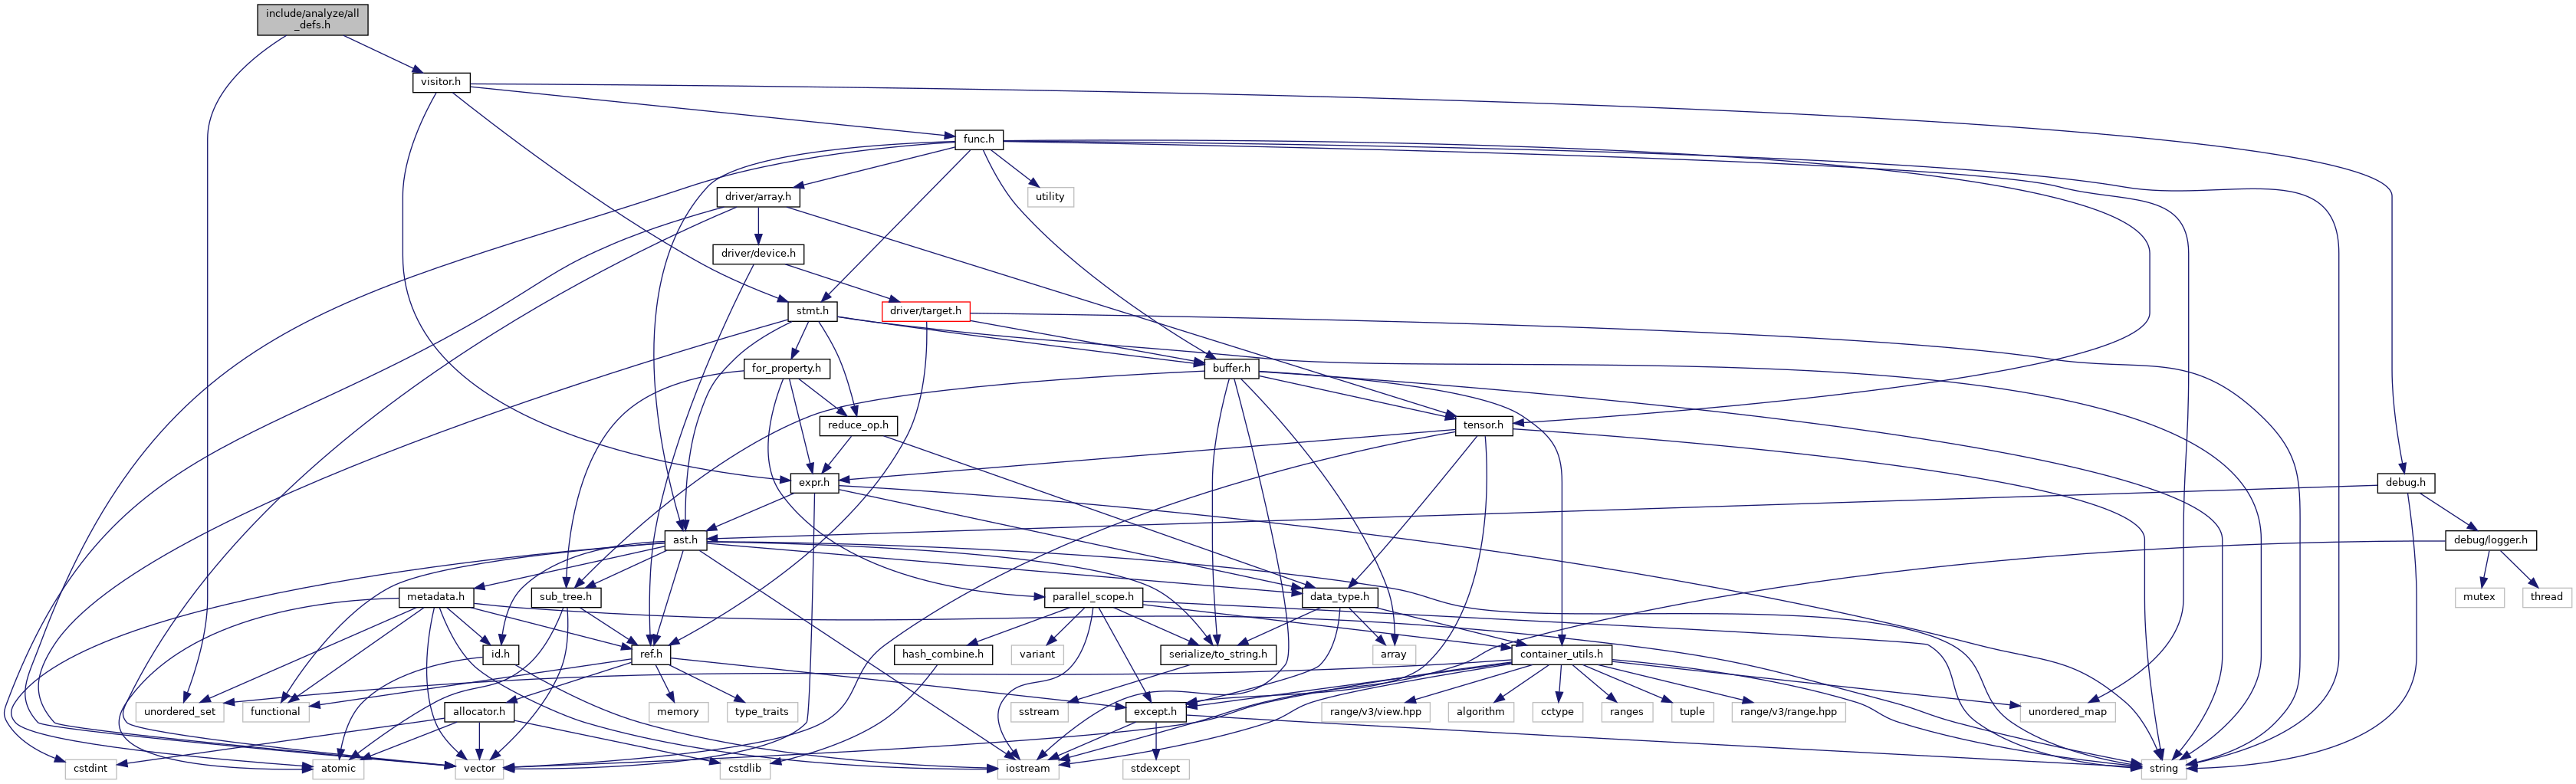 include/analyze/all
_defs.h
visitor.h
func.h
driver/array.h
utility
driver/device.h
stmt.h
driver/target.h
for_property.h
buffer.h
reduce_op.h
tensor.h
expr.h
debug.h
ast.h
debug/logger.h
metadata.h
sub_tree.h
parallel_scope.h
data_type.h
mutex
thread
id.h
ref.h
hash_combine.h
variant
serialize/to_string.h
array
container_utils.h
unordered_set
functional
allocator.h
memory
type_traits
sstream
except.h
range/v3/view.hpp
algorithm
cctype
ranges
tuple
range/v3/range.hpp
unordered_map
cstdint
atomic
vector
cstdlib
iostream
stdexcept
string